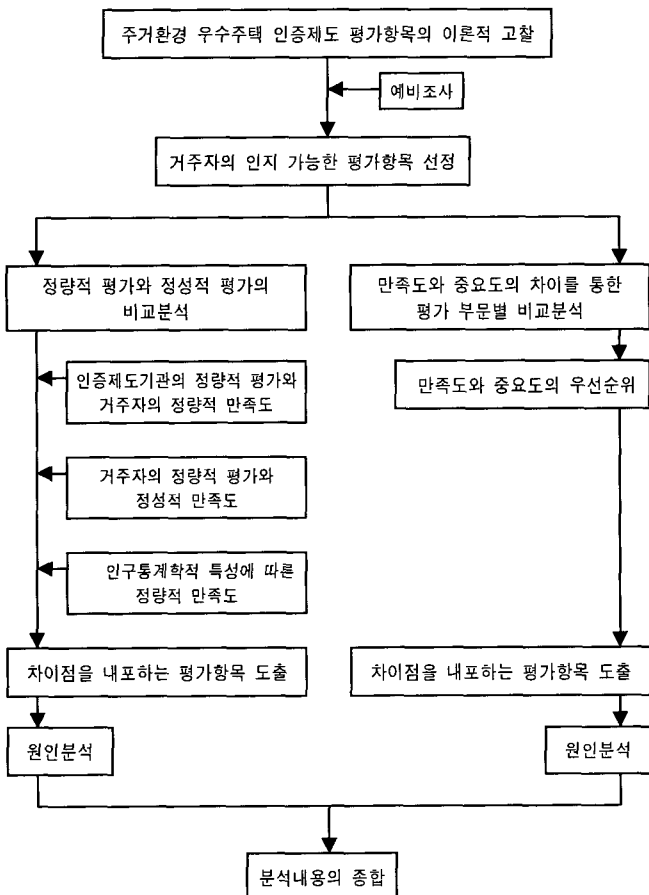 주거환경 우수주택 인증제도 평가항목의 이론적 고찰
예비조사
거주자의 인지 가능한 평가항목 선정
정량적 평가와 정성적 평가의
비교분석
만족도와 중요도의 차이를 통한
평가 부문별 비교분석
인증제도기관의 정량적 평가와
거주자의 정량적 만족도
만족도와 중요도의 우선순위
거주자의 정량적 평가와
정성적 만족도
인구통계학적 특성에 따른
정량적 만족도
차이점을 내포하는 평가항목 도출
차이점을 내포하는 평가항목 도출
원인분석
원인분석
분석내용의 종합